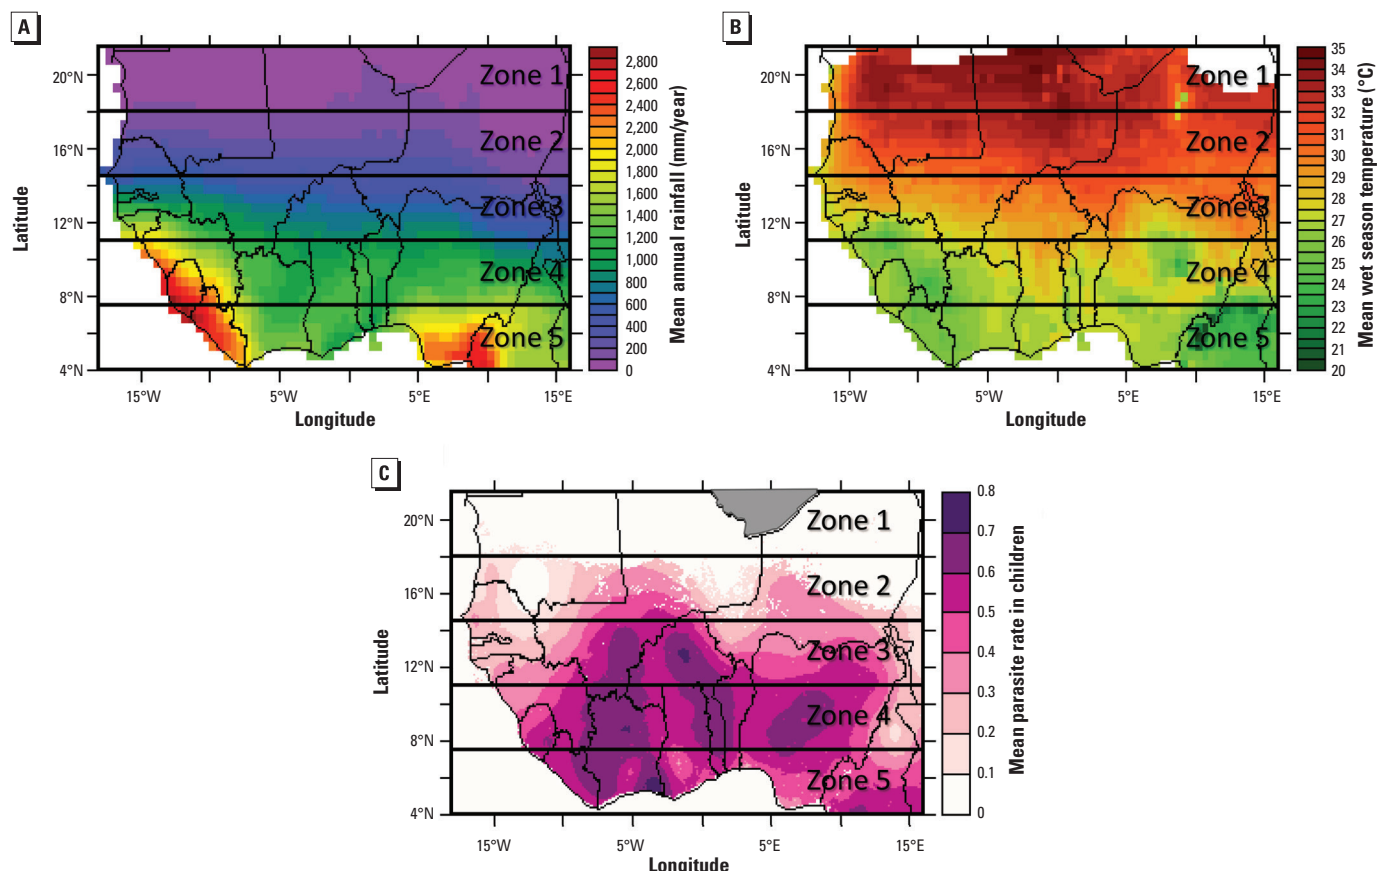 A
20°N
16°N
12°N
8°N
4°N
Latitude
15°W
5°W
5°E
15°E
Longitude
Zone 1
Zone 2
Zone 3
Zone 4
Zone 5
2,800
2,600
2,400
2,200
2,000
1,800
1,600
1,400
1,200
1,000
800
600
400
200
0
Mean annual rainfall (mm/year)
B
20°N
16°N
12°N
8°N
4°N
Latitude
15°W
5°W
5°E
15°E
Longitude
Zone 1
Zone 2
Zone 3
Zone 4
Zone 5
35
34
34
33
32
31
30
29
28
27
26
25
24
23
22
21
20
Mean wet season temperature (°C)
C
20°N
16°N
12°N
8°N
4°N
Latitude
15°W
5°W
5°E
15°E
Longitude
Zone 1
Zone 2
Zone 3
Zone 4
Zone 5
0.8
0.7
0.6
0.5
0.4
0.3
0.2
0.1
0
Mean parasite rate in children